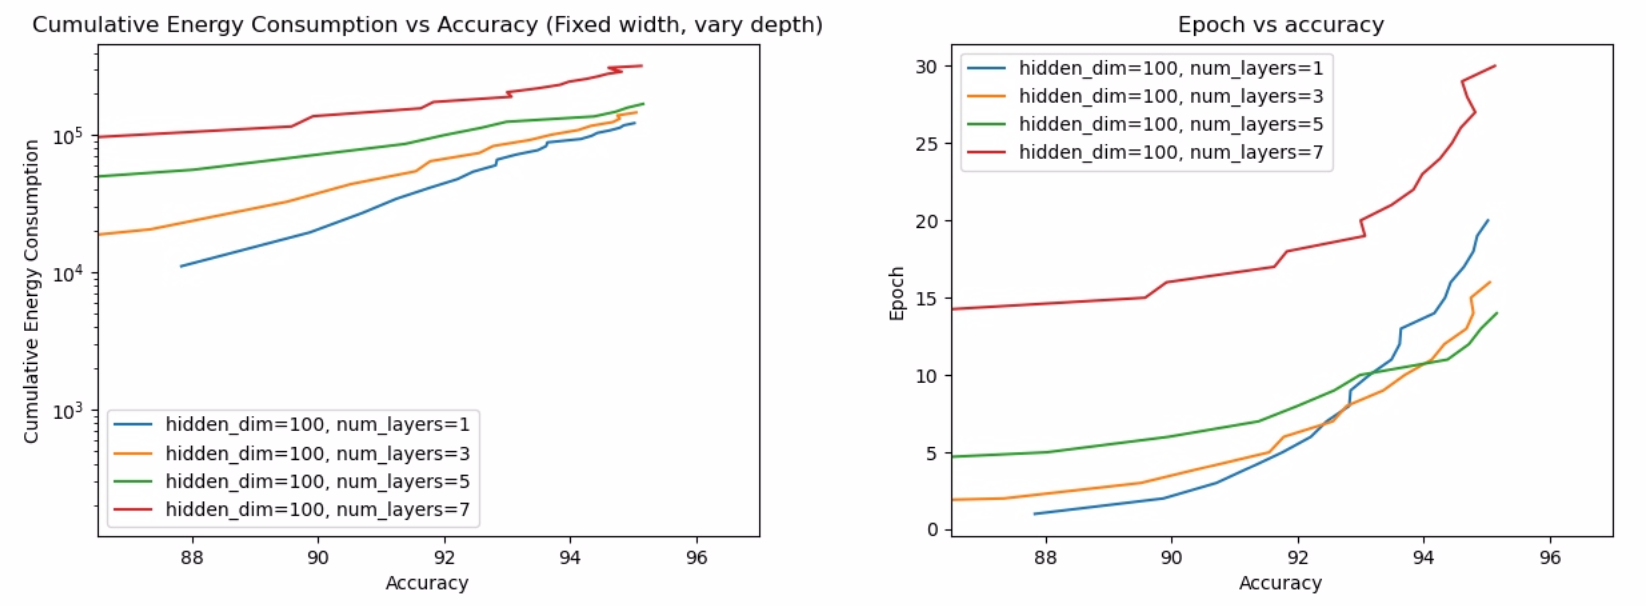 Cumulative Energy Consumption vs Accuracy (Fixed width, vary depth)
Cumulative Energy Consumption
10^5
10^4
10^3
hidden_dim=100, num_layers=1
hidden_dim=100, num_layers=3
hidden_dim=100, num_layers=5
hidden_dim=100, num_layers=7
88 90 92 94 96
Accuracy
Epoch vs accuracy
Epoch
30
25
20
15
10
5
0
hidden_dim=100, num_layers=1
hidden_dim=100, num_layers=3
hidden_dim=100, num_layers=5
hidden_dim=100, num_layers=7
88 90 92 94 96
Accuracy